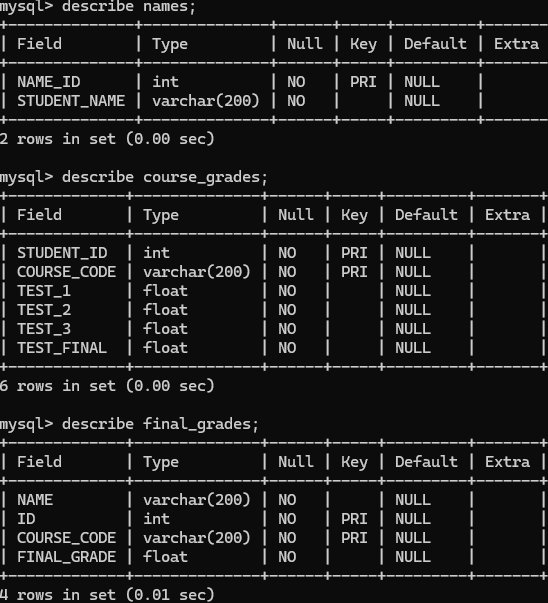 mysql> describe names;
+--------------+--------------+------+-----+---------+-------
| Field        | Type         | Null | Key | Default | Extra
+--------------+--------------+------+-----+---------+-------
| NAME_ID      | int          | NO   | PRI | NULL    |
| STUDENT_NAME | varchar(200) | NO   |     | NULL    |
+--------------+--------------+------+-----+---------+-------
2 rows in set (0.00 sec)
mysql> describe course_grades;
+-------------+--------------+------+-----+---------+-------+
| Field       | Type         | Null | Key | Default | Extra |
+-------------+--------------+------+-----+---------+-------+
| STUDENT_ID  | int          | NO   | PRI | NULL    |       |
| COURSE_CODE | varchar(200) | NO   | PRI | NULL    |       |
| TEST_1      | float        | NO   |     | NULL    |       |
| TEST_2      | float        | NO   |     | NULL    |       |
| TEST_3      | float        | NO   |     | NULL    |       |
| TEST_FINAL  | float        | NO   |     | NULL    |       |
+-------------+--------------+------+-----+---------+-------+
6 rows in set (0.00 sec)
mysql> describe final_grades;
+-------------+--------------+------+-----+---------+-------+
| Field       | Type         | Null | Key | Default | Extra |
+-------------+--------------+------+-----+---------+-------+
| NAME        | varchar(200) | NO   |     | NULL    |       |
| ID          | int          | NO   | PRI | NULL    |       |
| COURSE_CODE | varchar(200) | NO   | PRI | NULL    |       |
| FINAL_GRADE | float        | NO   |     | NULL    |       |
+-------------+--------------+------+-----+---------+-------+
4 rows in set (0.01 sec)